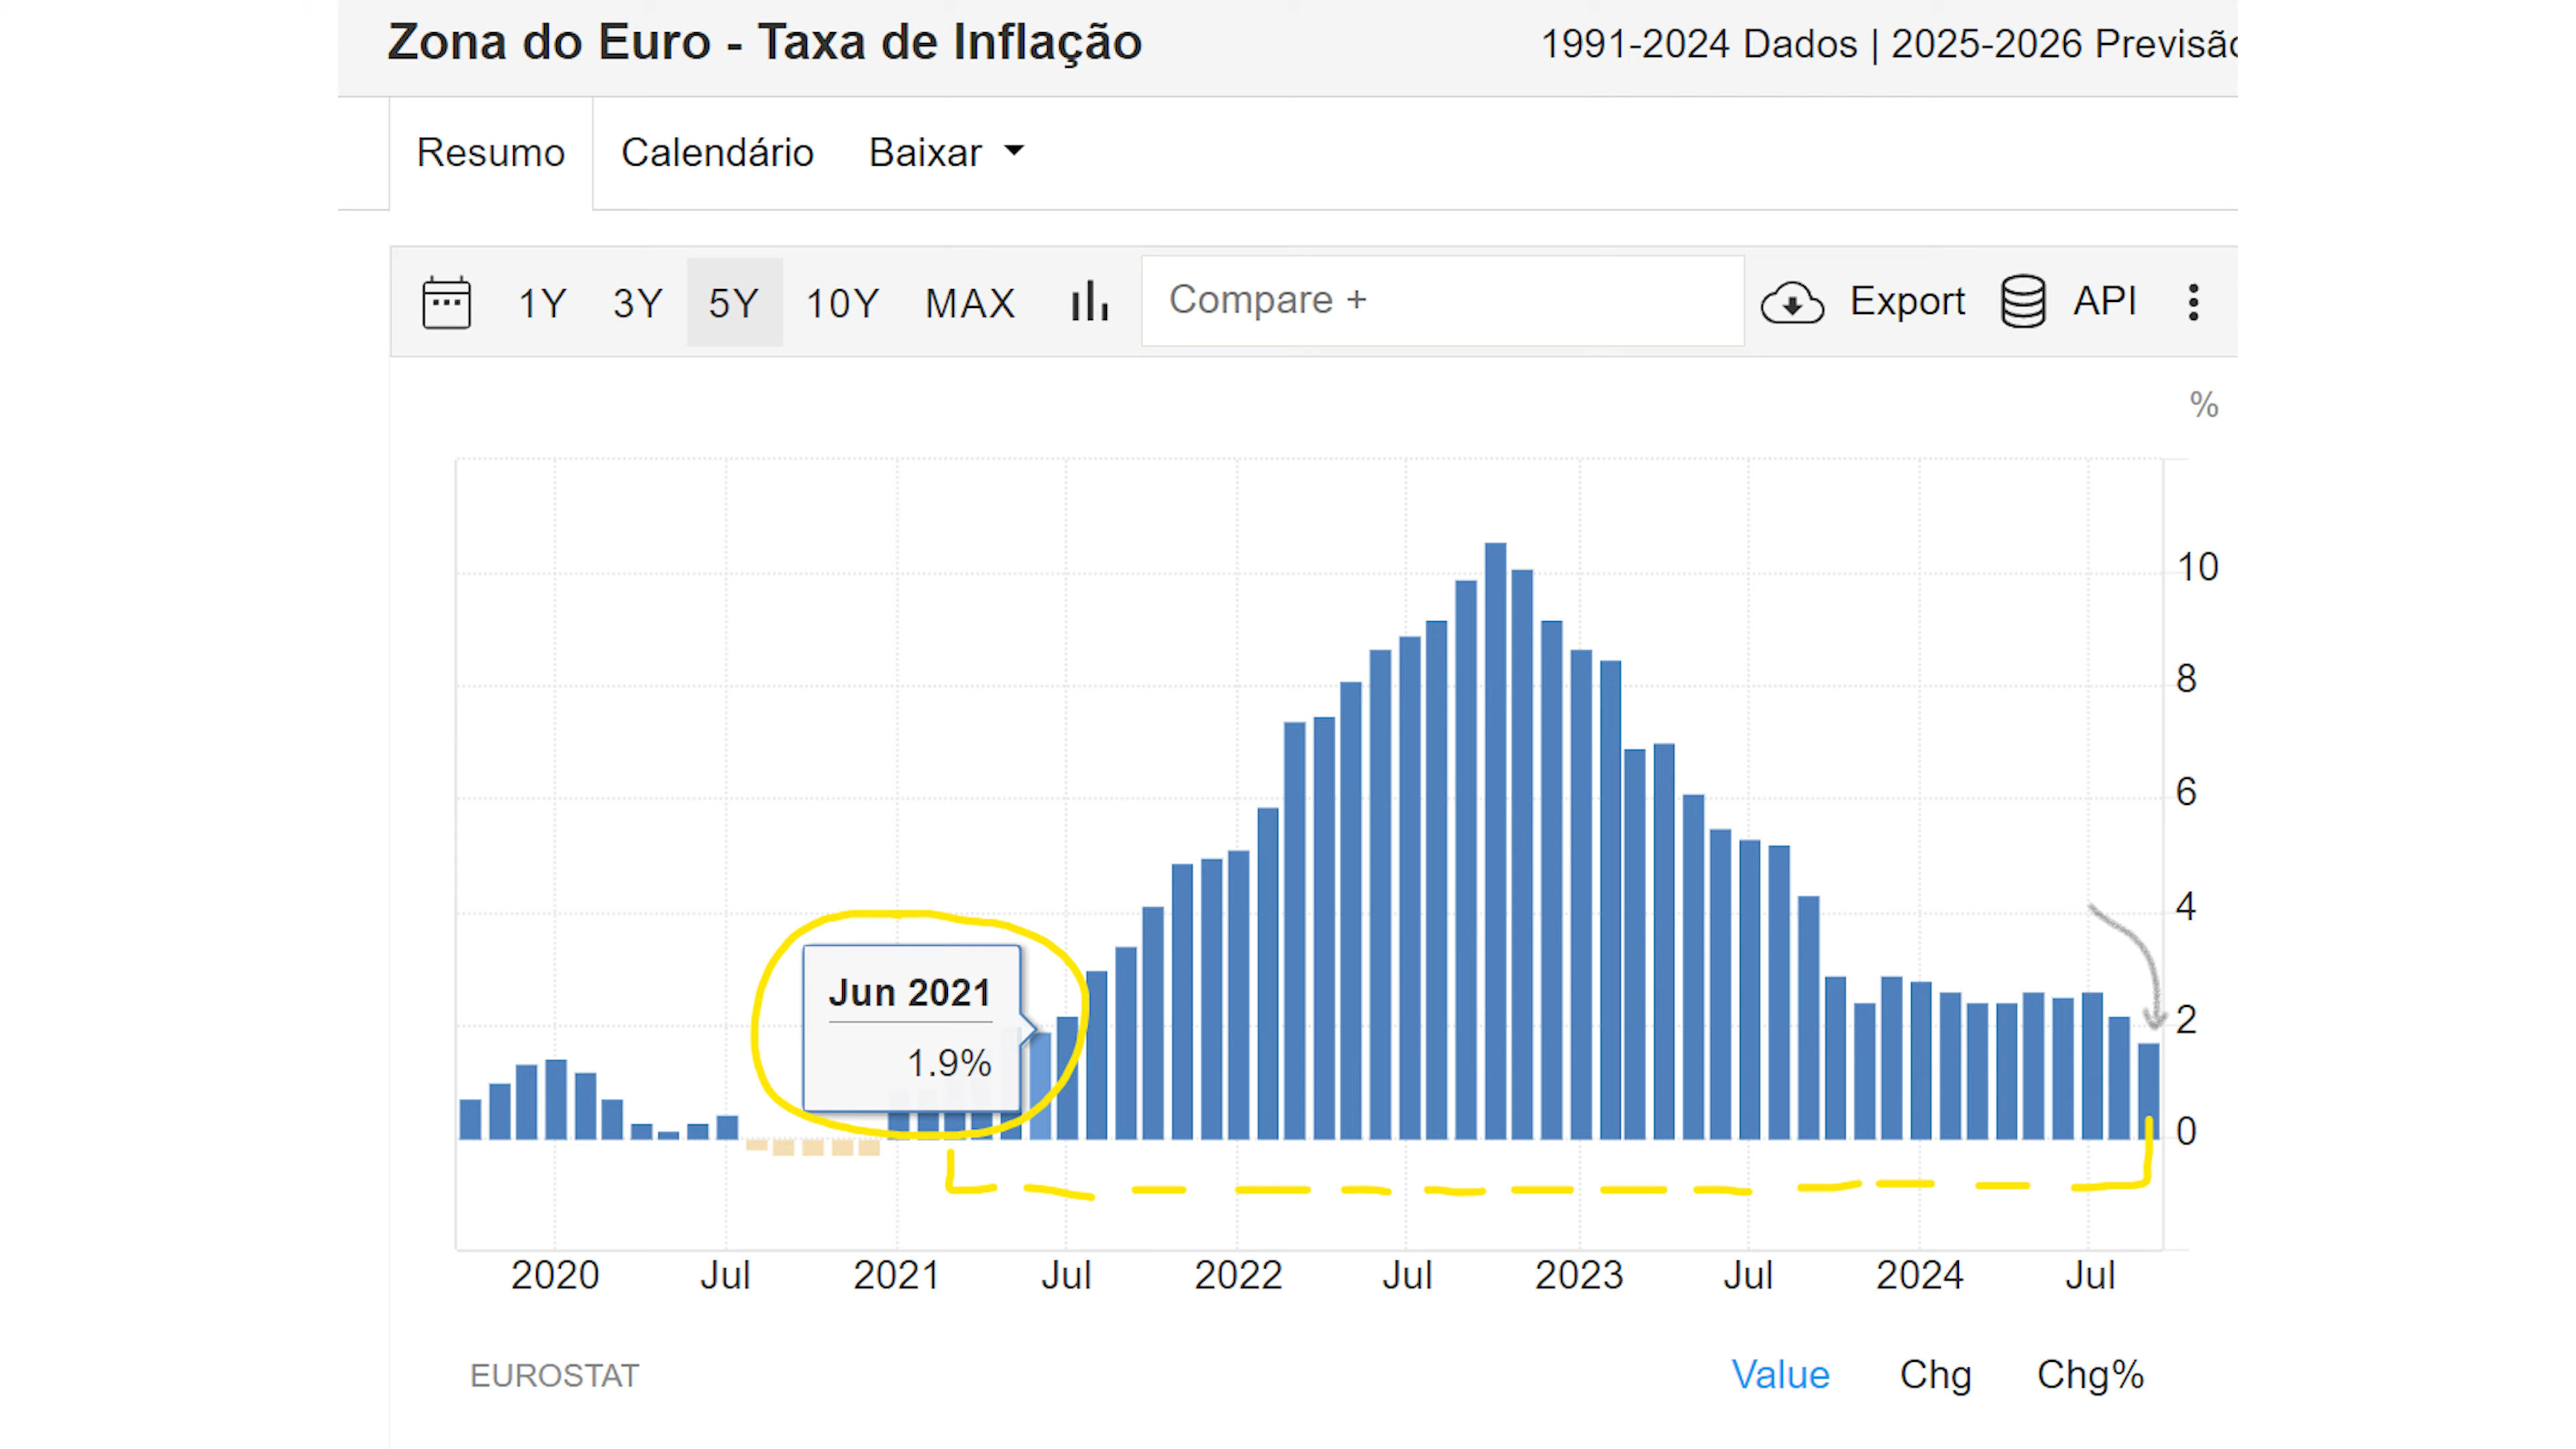 Zona do Euro - Taxa de Inflação
1991-2024 Dados | 2025-2026 Previsão
Resumo Calendário Baixar
1Y 3Y 5Y 10Y MAX Compare + Export API
%
10
8
6
4
2
0
Jun 2021
1.9%
2020 Jul 2021 Jul 2022 Jul 2023 Jul 2024 Jul
EUROSTAT
Value Chg Chg%